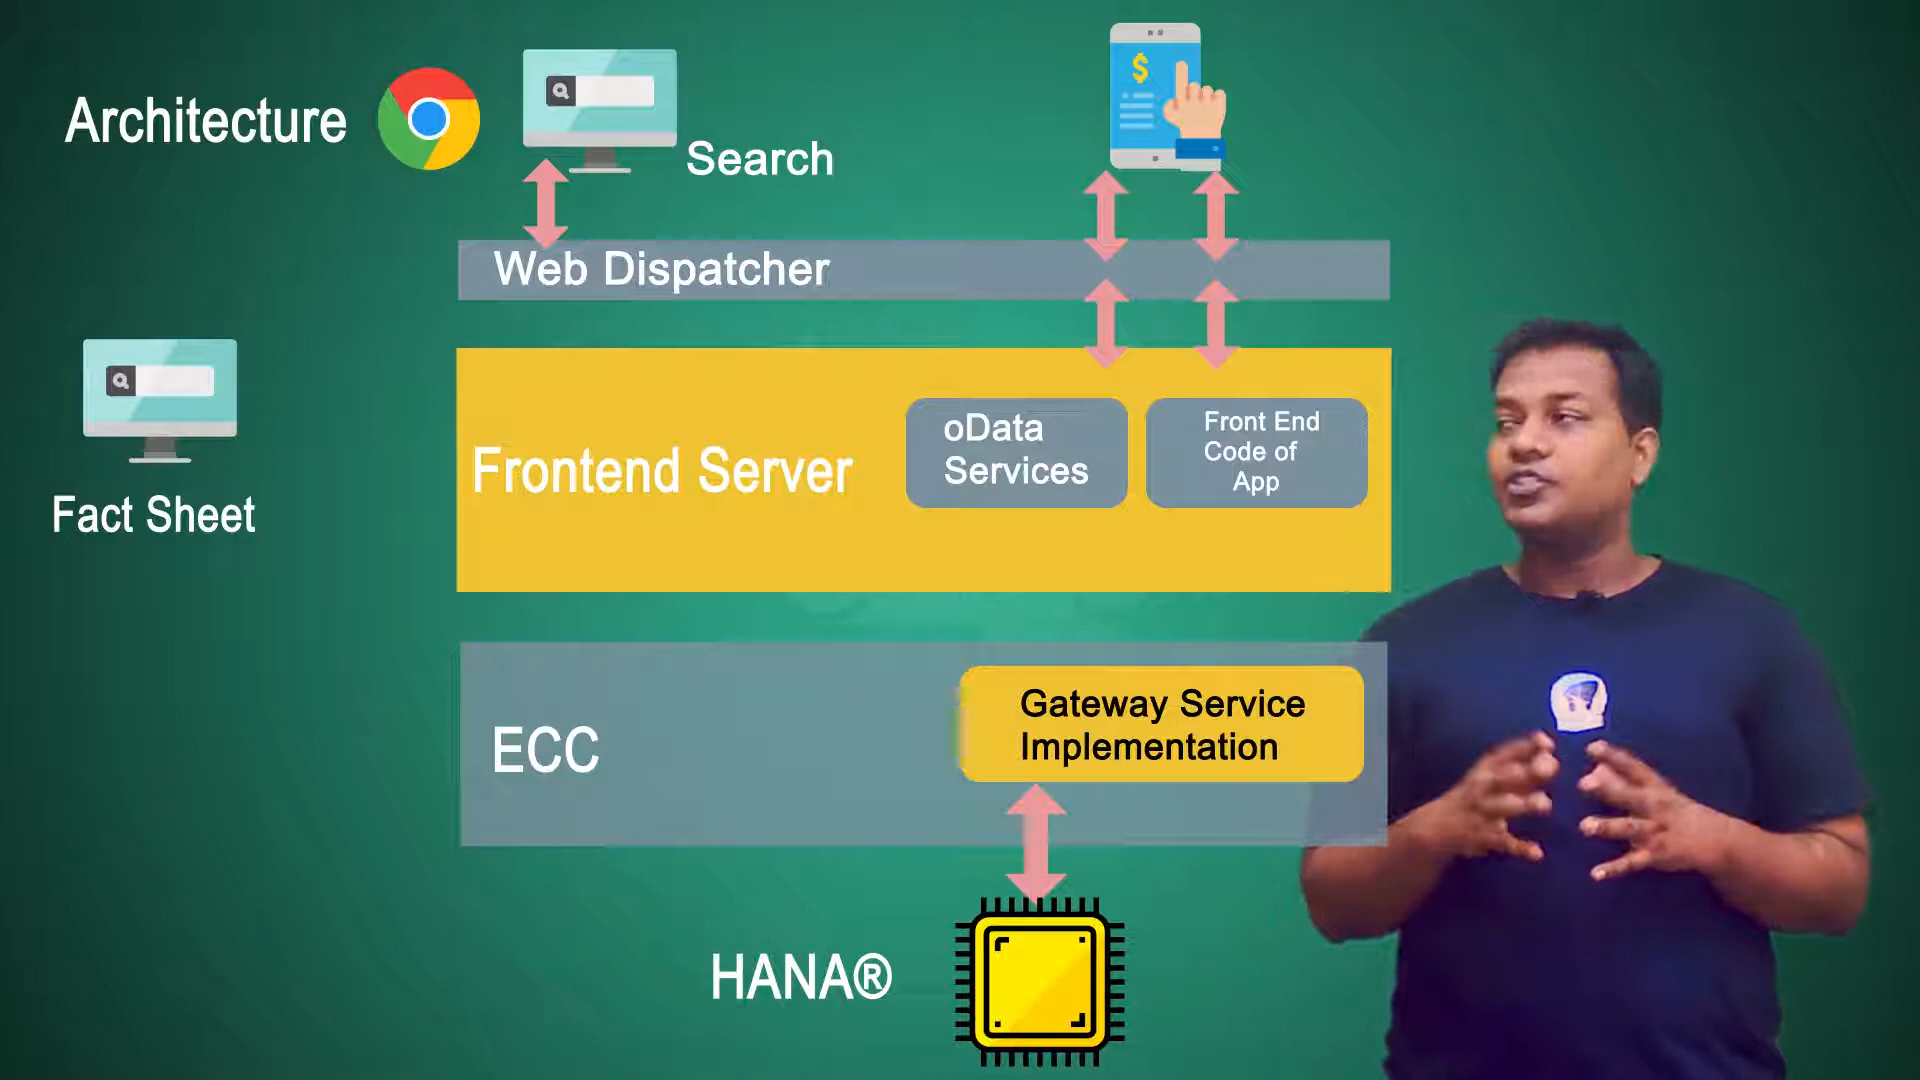 Architecture
Search
$
Web Dispatcher
Fact Sheet
Frontend Server
oData
Services
Front End
Code of
App
ECC
Gateway Service
Implementation
HANA®